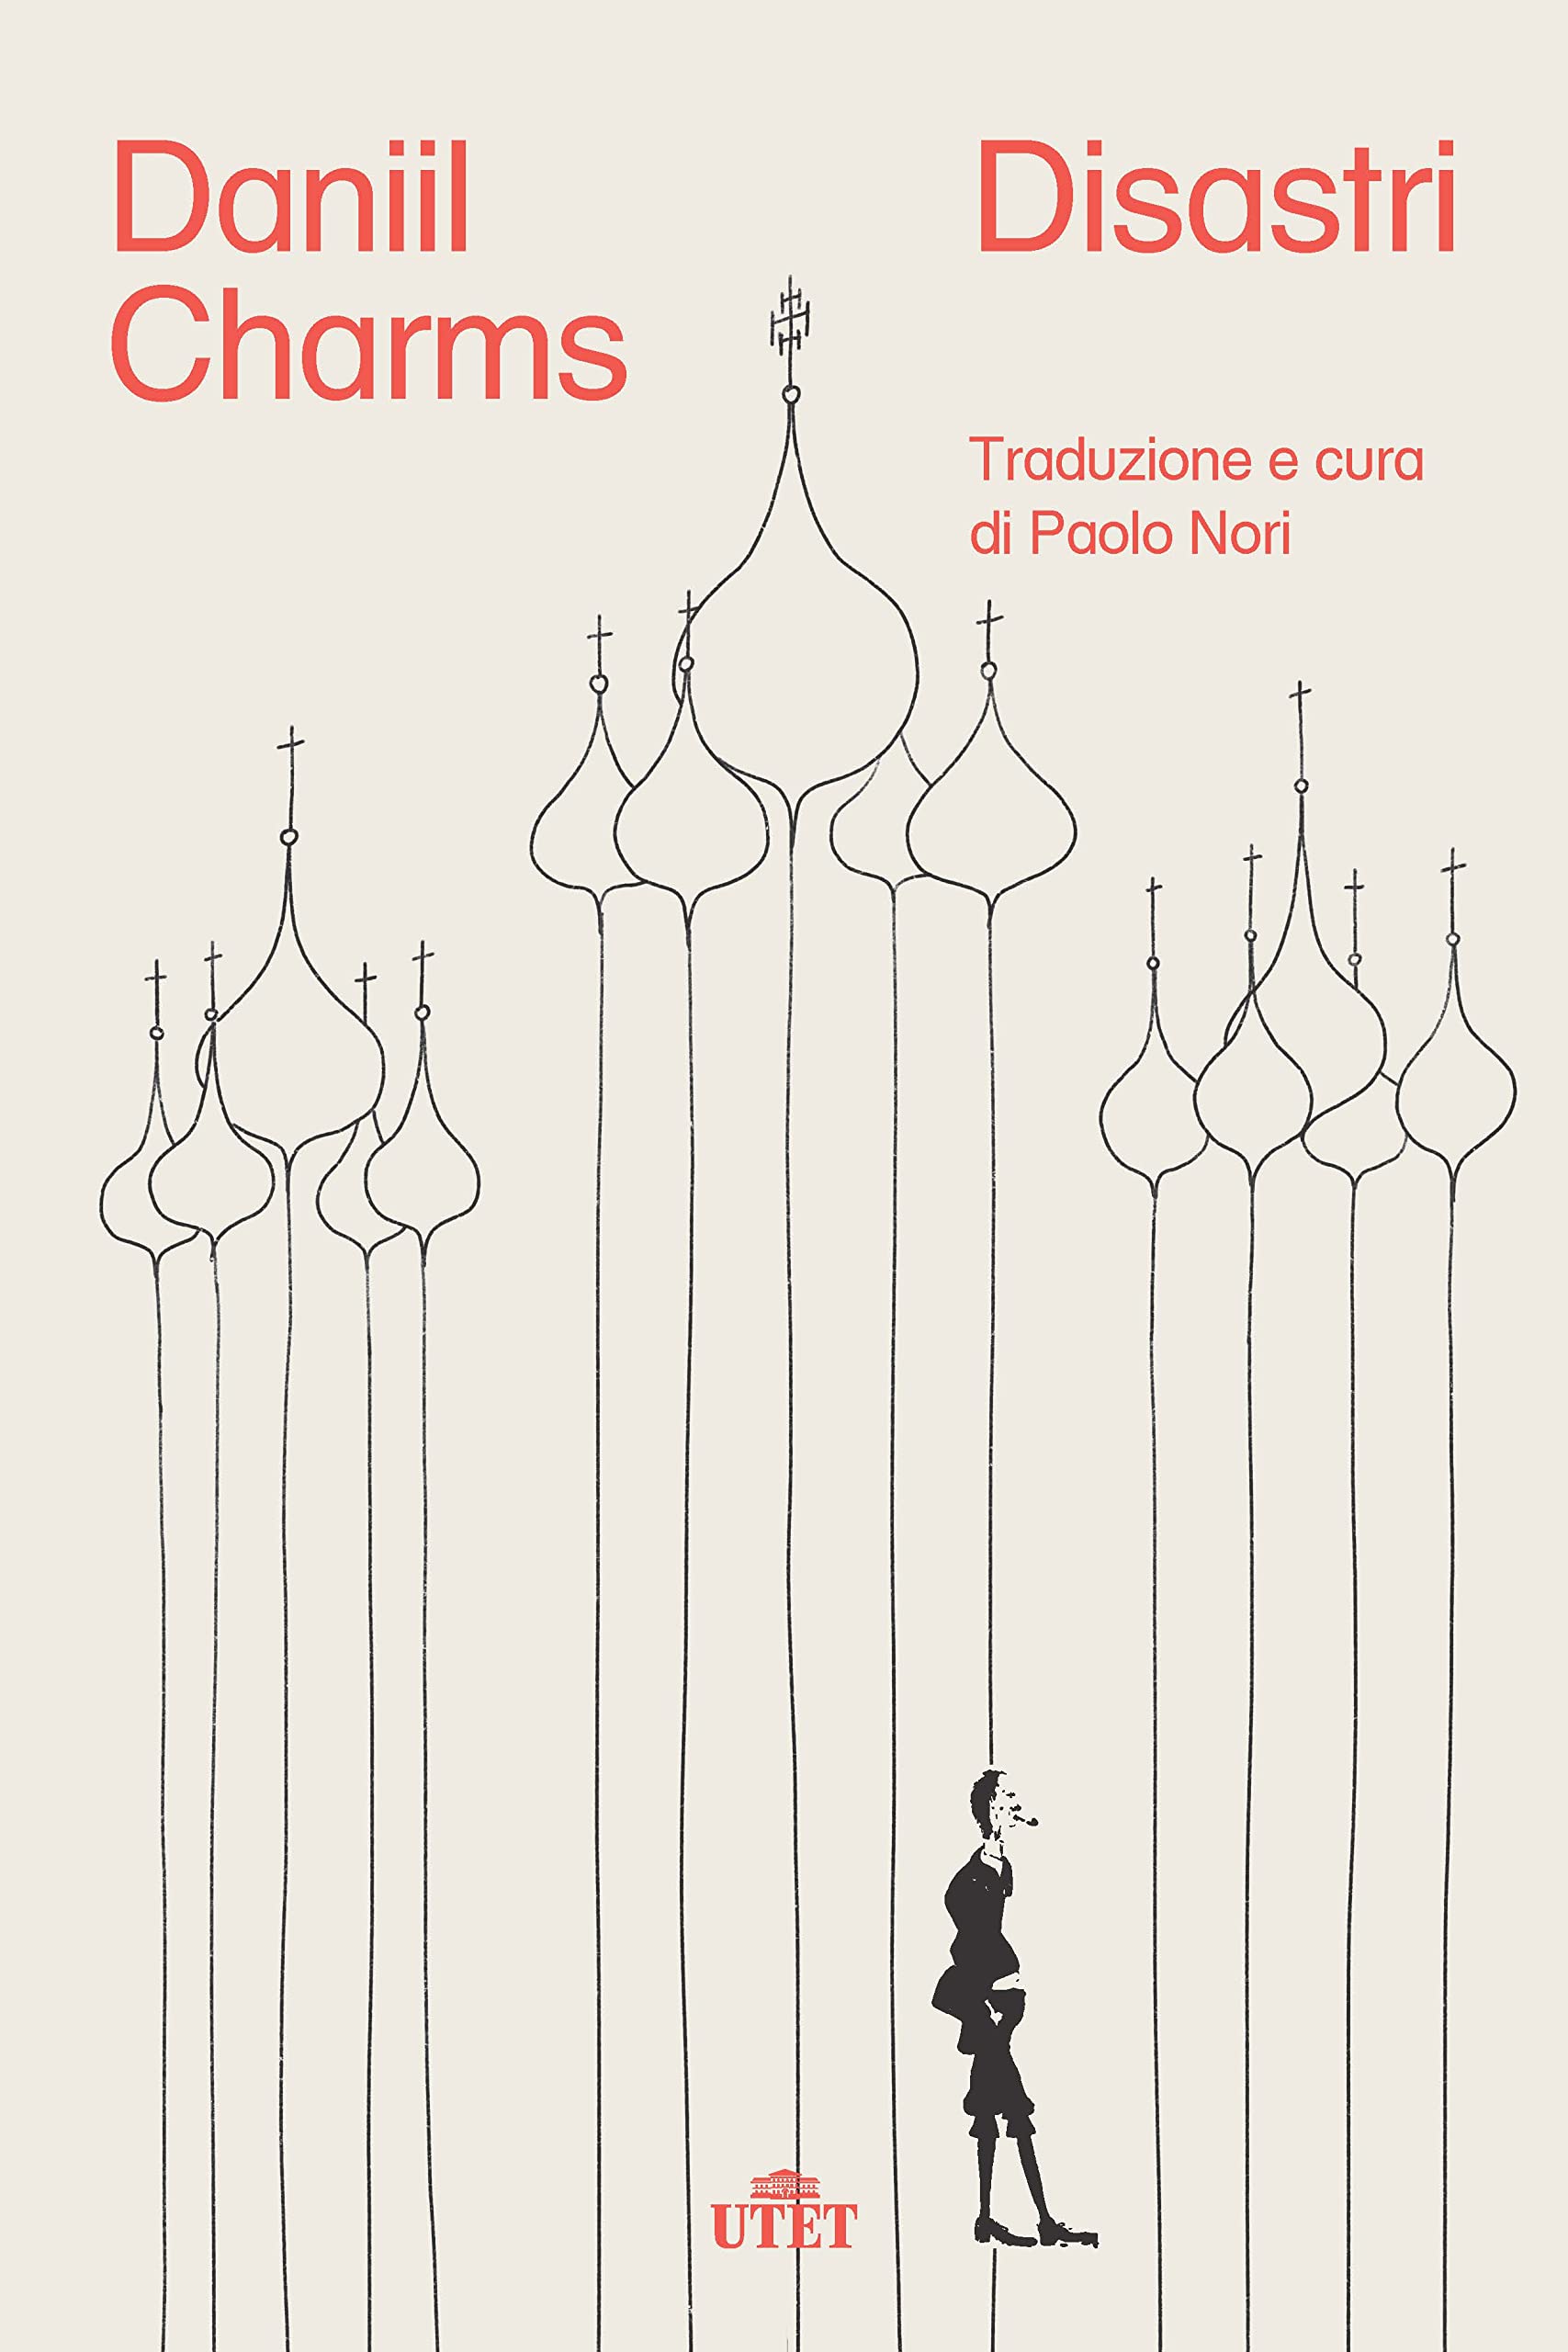 Daniil
Charms
Disastri
Traduzione e cura
di Paolo Nori
UTET